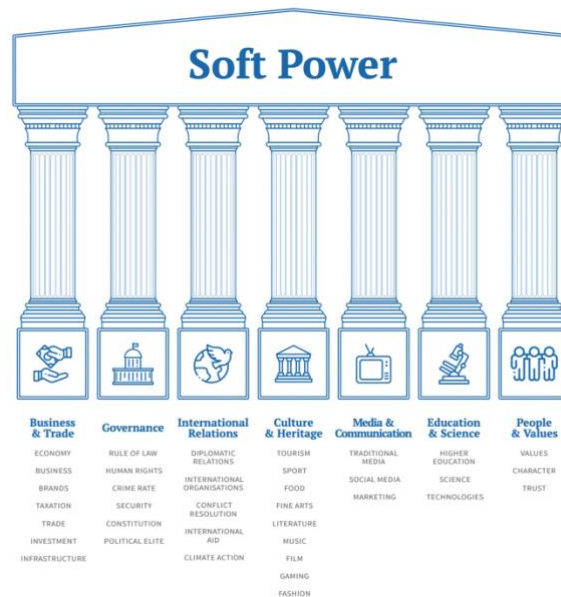 Soft Power
Business
& Trade
ECONOMY
BUSINESS
BRANDS
TAXATION
TRADE
INVESTMENT
INFRASTRUCTURE
Governance
RULE OF LAW
HUMAN RIGHTS
CRIME RATE
SECURITY
CONSTITUTION
POLITICAL ELITE
International
Relations
DIPLOMATIC
RELATIONS
INTERNATIONAL
ORGANISATIONS
CONFLICT
RESOLUTION
INTERNATIONAL
AID
CLIMATE ACTION
Culture
& Heritage
TOURISM
SPORT
FOOD
FINE ARTS
LITERATURE
MUSIC
FILM
GAMING
FASHION
Media &
Communication
TRADITIONAL
MEDIA
SOCIAL MEDIA
MARKETING
Education
& Science
HIGHER
EDUCATION
SCIENCE
TECHNOLOGIES
People
& Values
VALUES
CHARACTER
TRUST